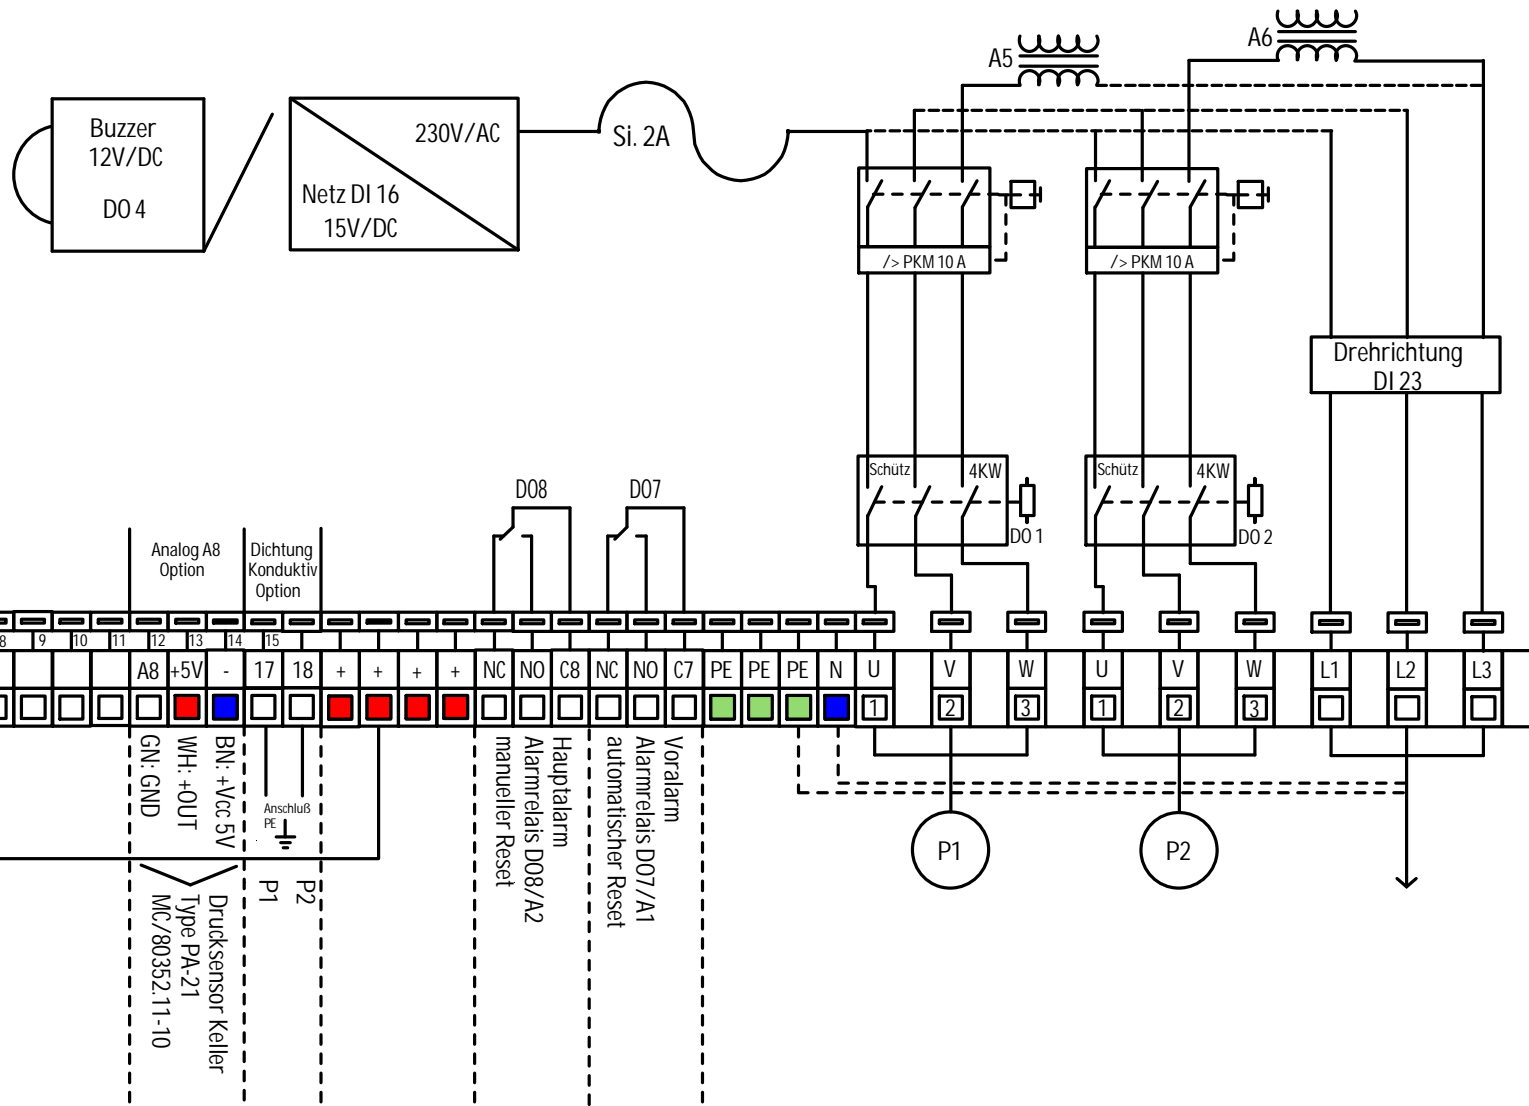 A5
A6
Buzzer
12V/DC
DO 4
230V/AC
Netz DI 16
15V/DC
Si. 2A
/> PKM 10 A
/> PKM 10 A
Drehrichtung
DI 23
Schütz 4KW
DO 1
Schütz 4KW
DO 2
DO8
DO7
Analog A8
Option
Dichtung
Konduktiv
Option
8 9 10 11 12 13 14 15
A8 +5V - 17 18 + + + + NC NO C8 NC NO C7 PE PE PE N U V W U V W L1 L2 L3
1 2 3 1 2 3
GN: GND
WH: +OUT
BN: +Vcc 5V
Anschluß
PE
P1
P2
Drucksensor Keller
Type PA-21
MC/80352.11-10
Hauptalarm
Alarmrelais DO8/A2
manueller Reset
Voralarm
Alarmrelais DO7/A1
automatischer Reset
P1
P2